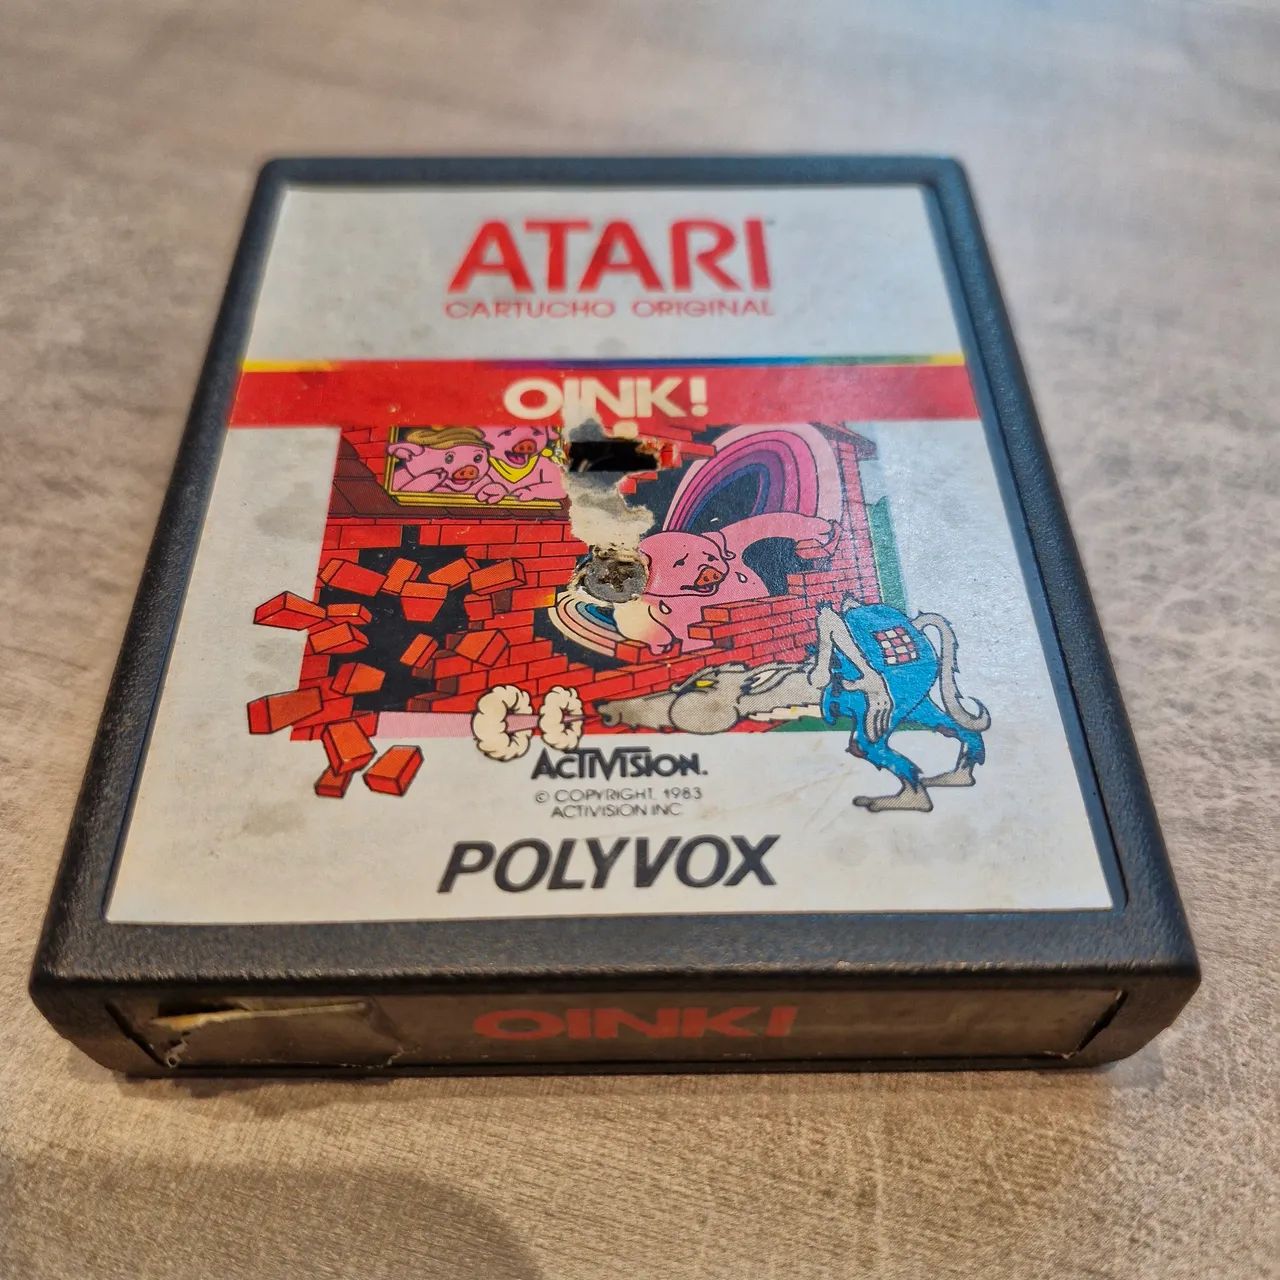 ATARI
CARTUCHO ORIGINAL
OINK!
ACTIVISION.
© COPYRIGHT, 1983
ACTIVISION INC
POLYVOX
OINK!